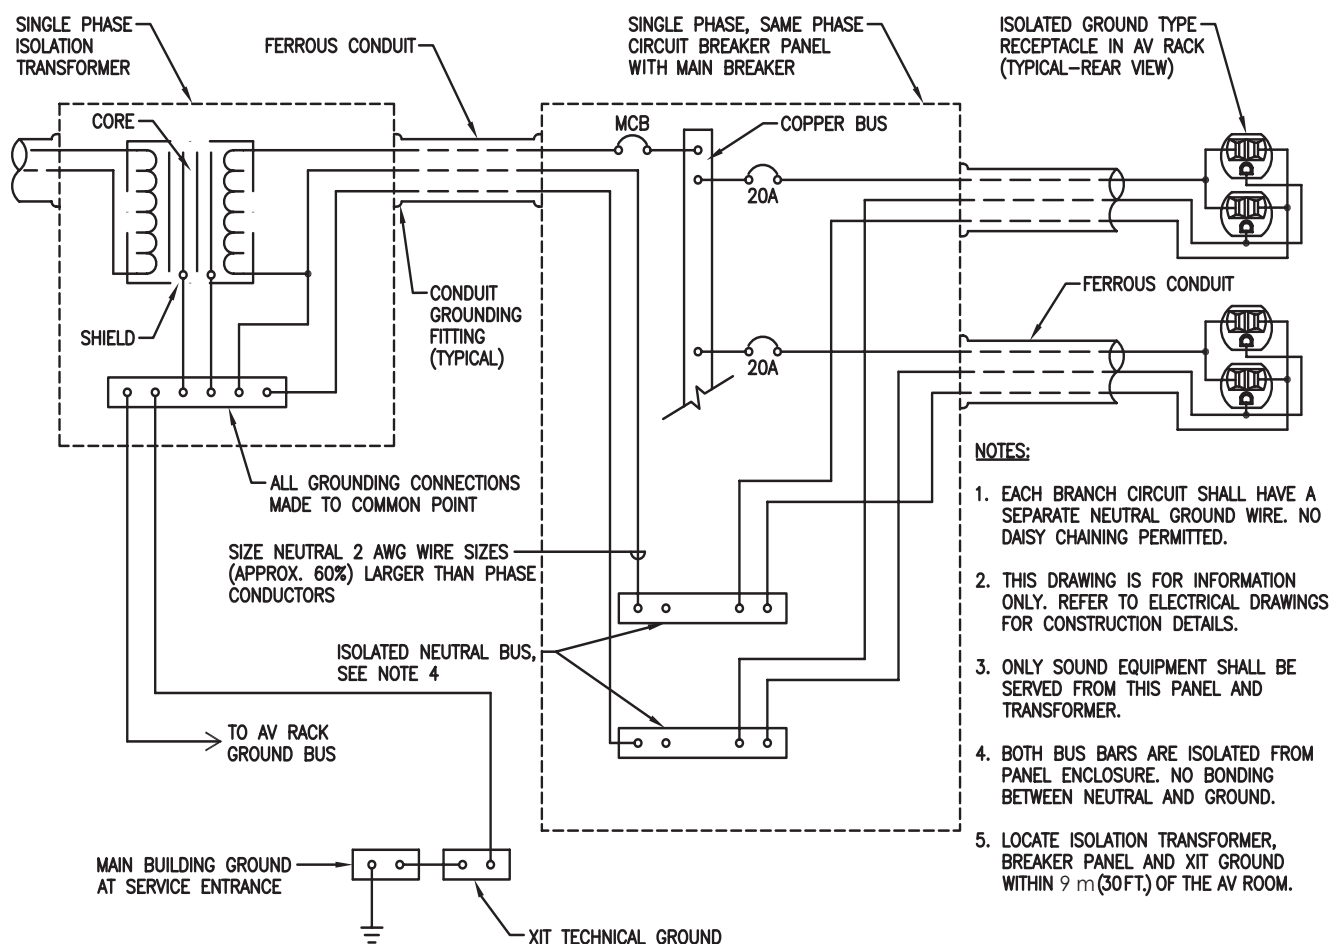 SINGLE PHASE
ISOLATION
TRANSFORMER
FERROUS CONDUIT
SINGLE PHASE, SAME PHASE
CIRCUIT BREAKER PANEL
WITH MAIN BREAKER
ISOLATED GROUND TYPE
RECEPTACLE IN AV RACK
(TYPICAL-REAR VIEW)
CORE
MCB
COPPER BUS
20A
FERROUS CONDUIT
CONDUIT
GROUNDING
FITTING
(TYPICAL)
SHIELD
20A
ALL GROUNDING CONNECTIONS
MADE TO COMMON POINT
SIZE NEUTRAL 2 AWG WIRE SIZES
(APPROX. 60%) LARGER THAN PHASE
CONDUCTORS
ISOLATED NEUTRAL BUS,
SEE NOTE 4
TO AV RACK
GROUND BUS
MAIN BUILDING GROUND
AT SERVICE ENTRANCE
XIT TECHNICAL GROUND
NOTES:
1. EACH BRANCH CIRCUIT SHALL HAVE A
SEPARATE NEUTRAL GROUND WIRE. NO
DAISY CHAINING PERMITTED.
2. THIS DRAWING IS FOR INFORMATION
ONLY. REFER TO ELECTRICAL DRAWINGS
FOR CONSTRUCTION DETAILS.
3. ONLY SOUND EQUIPMENT SHALL BE
SERVED FROM THIS PANEL AND
TRANSFORMER.
4. BOTH BUS BARS ARE ISOLATED FROM
PANEL ENCLOSURE. NO BONDING
BETWEEN NEUTRAL AND GROUND.
5. LOCATE ISOLATION TRANSFORMER,
BREAKER PANEL AND XIT GROUND
WITHIN 9 m (30 FT.) OF THE AV ROOM.